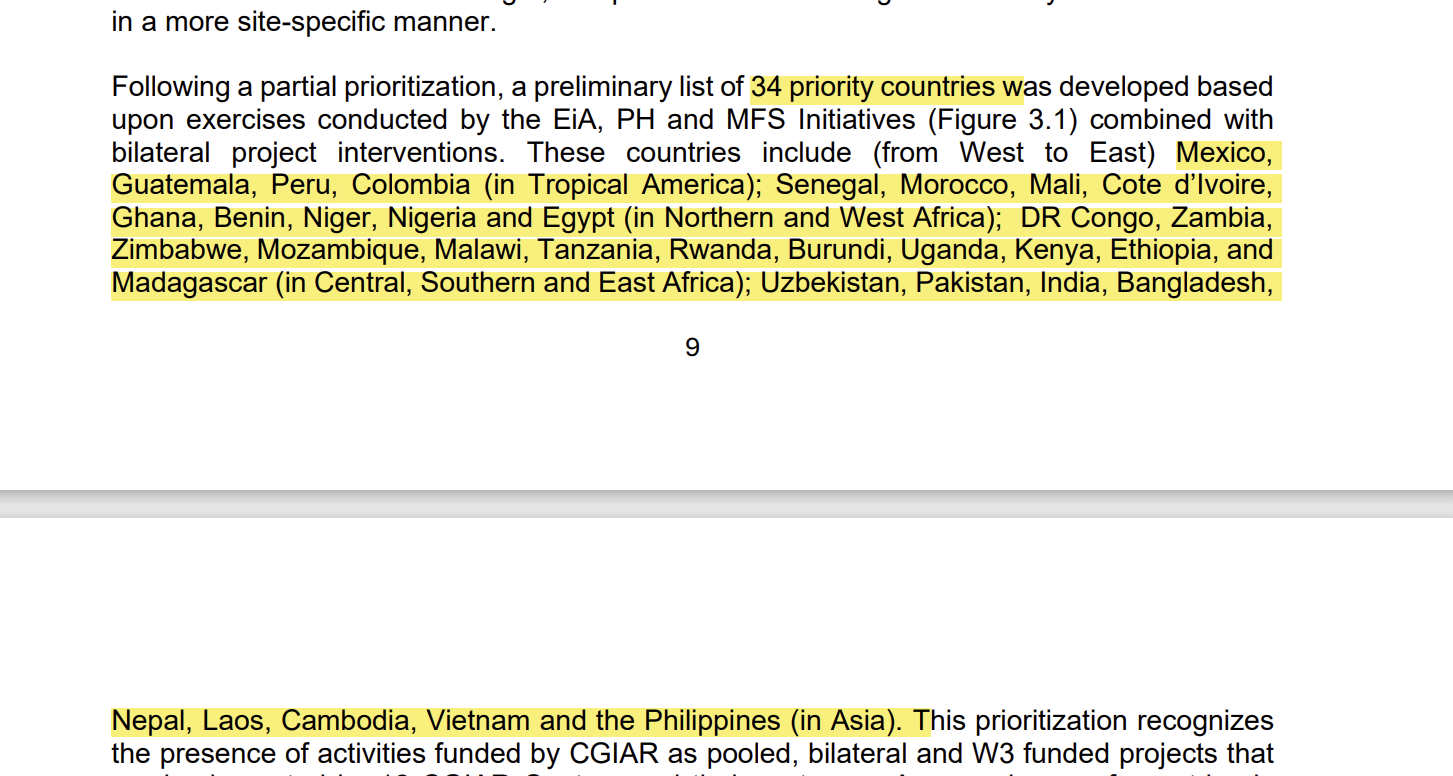 in a more site-specific manner.
Following a partial prioritization, a preliminary list of 34 priority countries was developed based
upon exercises conducted by the EiA, PH and MFS Initiatives (Figure 3.1) combined with
bilateral project interventions. These countries include (from West to East) Mexico,
Guatemala, Peru, Colombia (in Tropical America); Senegal, Morocco, Mali, Cote d’Ivoire,
Ghana, Benin, Niger, Nigeria and Egypt (in Northern and West Africa); DR Congo, Zambia,
Zimbabwe, Mozambique, Malawi, Tanzania, Rwanda, Burundi, Uganda, Kenya, Ethiopia, and
Madagascar (in Central, Southern and East Africa); Uzbekistan, Pakistan, India, Bangladesh,
9
Nepal, Laos, Cambodia, Vietnam and the Philippines (in Asia). This prioritization recognizes
the presence of activities funded by CGIAR as pooled, bilateral and W3 funded projects that